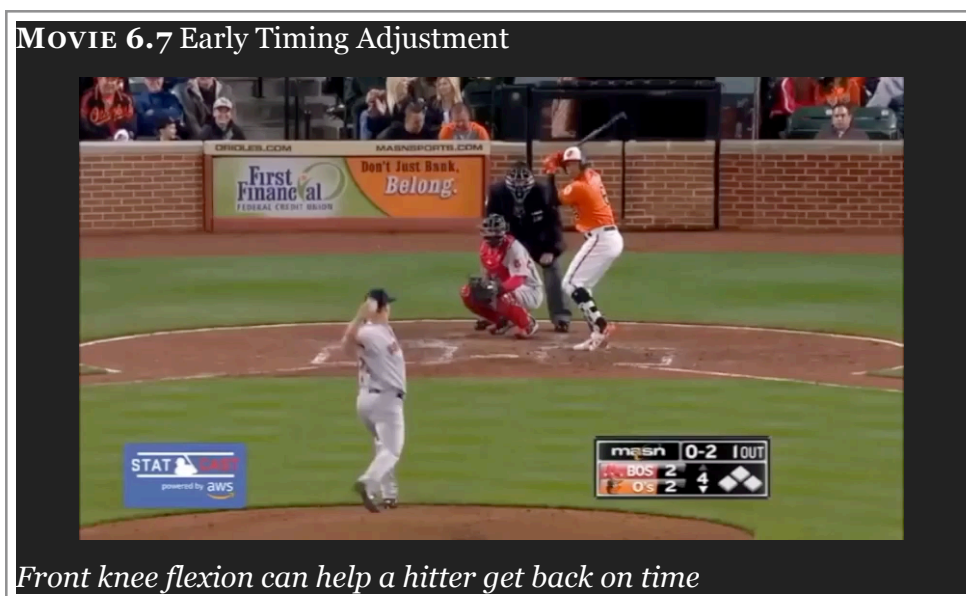 MOVIE 6.7 Early Timing Adjustment
ORIOLES.COM MASNSPORTS.COM
First
Financial
FEDERAL CREDIT UNION
Don't Just Bank,
Belong.
STAT CAST
powered by aws
masn 0-2 1 OUT
BOS 2
O's 2
4
Front knee flexion can help a hitter get back on time